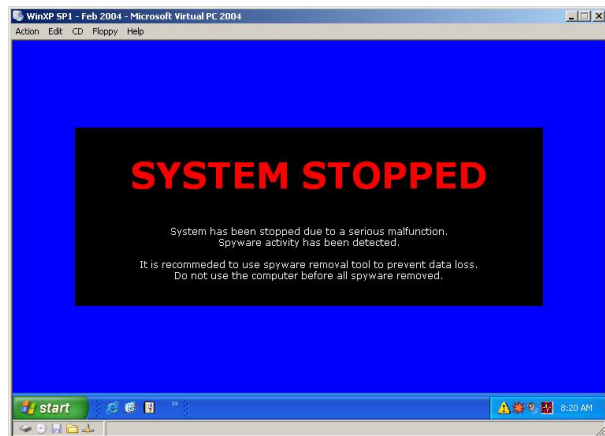 WinXP SP1 - Feb 2004 - Microsoft Virtual PC 2004
Action Edit CD Floppy Help
SYSTEM STOPPED
System has been stopped due to a serious malfunction.
Spyware activity has been detected.
It is recommeded to use spyware removal tool to prevent data loss.
Do not use the computer before all spyware removed.
start
8:20 AM